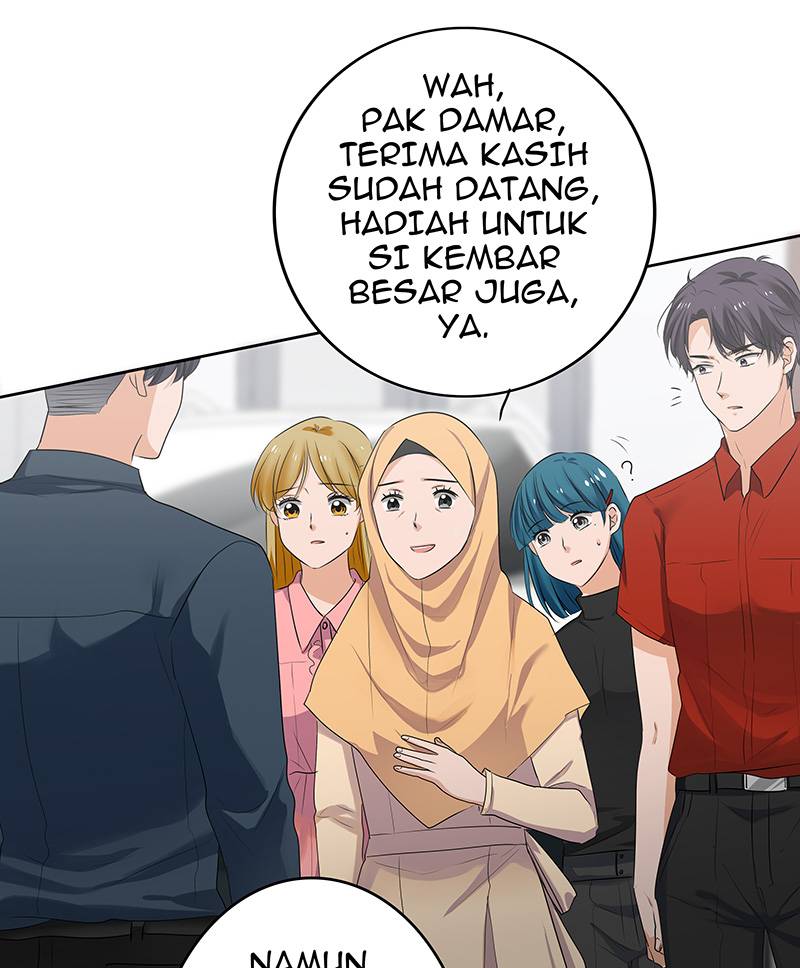 WAH,
PAK DAMAR,
TERIMA KASIH
SUDAH DATANG,
HADIAH UNTUK
SI KEMBAR
BESAR JUGA,
YA.
?
NAMUN